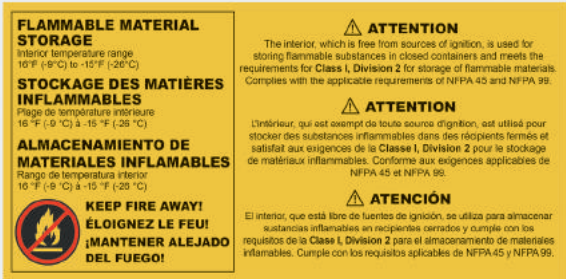 FLAMMABLE MATERIAL
STORAGE
Interior temperature range
16°F (-9°C) to -15°F (-26°C)
STOCKAGE DES MATIÈRES
INFLAMMABLES
Plage de température intérieure
16 °F (-9 °C) à -15 °F (-26 °C)
ALMACENAMIENTO DE
MATERIALES INFLAMABLES
Rango de temperatura interior
16 °F (-9 °C) à -15 °F (-26 °C)
KEEP FIRE AWAY!
ÉLOIGNEZ LE FEU!
¡MANTENER ALEJADO
DEL FUEGO!
ATTENTION
The interior, which is free from sources of ignition, is used for
storing flammable substances in closed containers and meets the
requirements for Class I, Division 2 for storage of flammable materials.
Complies with the applicable requirements of NFPA 45 and NFPA 99.
ATTENTION
L'intérieur, qui est exempt de toute source d'ignition, est utilisé pour
stocker des substances inflammables dans des récipients fermés et
satisfait aux exigences de la Classe I, Division 2 pour le stockage
de matériaux inflammables. Conforme aux exigences applicables de
NFPA 45 et NFPA 99.
ATENCIÓN
El interior, que está libre de fuentes de ignición, se utiliza para almacenar
sustancias inflamables en recipientes cerrados y cumple con los
requisitos de la Clase I, División 2 para el almacenamiento de materiales
inflamables. Cumple con los requisitos aplicables de NFPA 45 y NFPA 99.